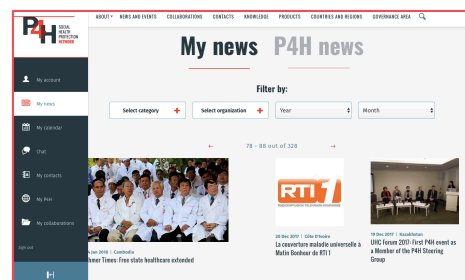 P4H SOCIAL
HEALTH
PROTECTION
NETWORK
ABOUT NEWS AND EVENTS COLLABORATIONS CONTACTS KNOWLEDGE PRODUCTS COUNTRIES AND REGIONS GOVERNANCE AREA
My account
My news
My calendar
Chat
My contacts
My P4H
My collaborations
Sign out
My news P4H news
Filter by:
Select category + Select organization + Year Month
← 78 - 88 out of 328 →
RTI 1
Jan 2018 | Cambodia
mer Times: Free state healthcare extended
20 Dec 2017 | Côte D'Ivoire
La couverture maladie universelle à
Matin Bonheur de RTI 1
19 Dec 2017 | Kazakhstan
UHC Forum 2017: First P4H event as
a Member of the P4H Steering
Group